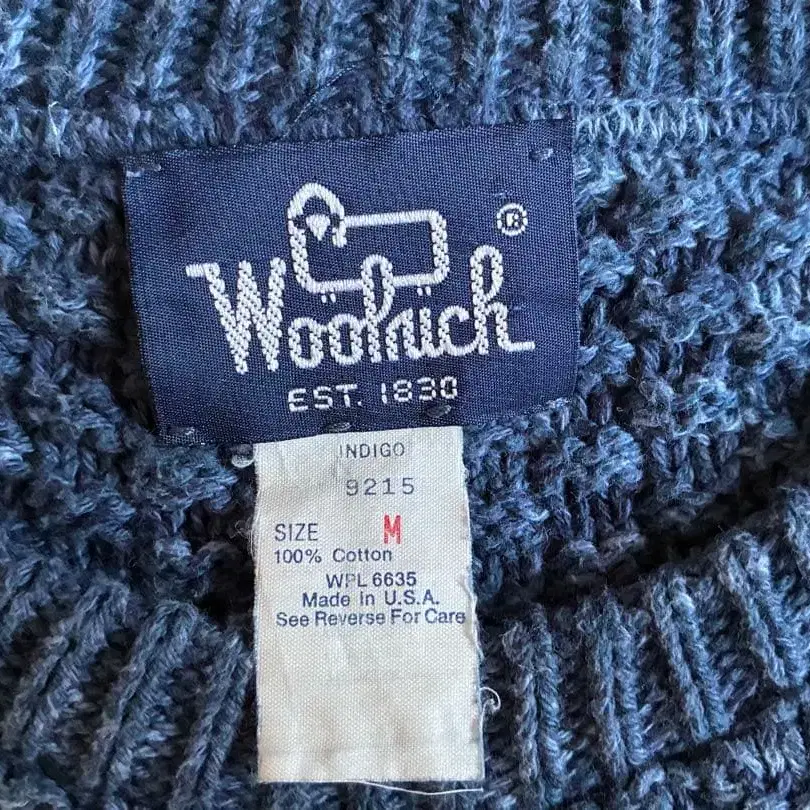 ®
Woolrich
EST. 1830
INDIGO
9215
SIZE M
100% Cotton
WPL 6635
Made In U.S.A.
See Reverse For Care